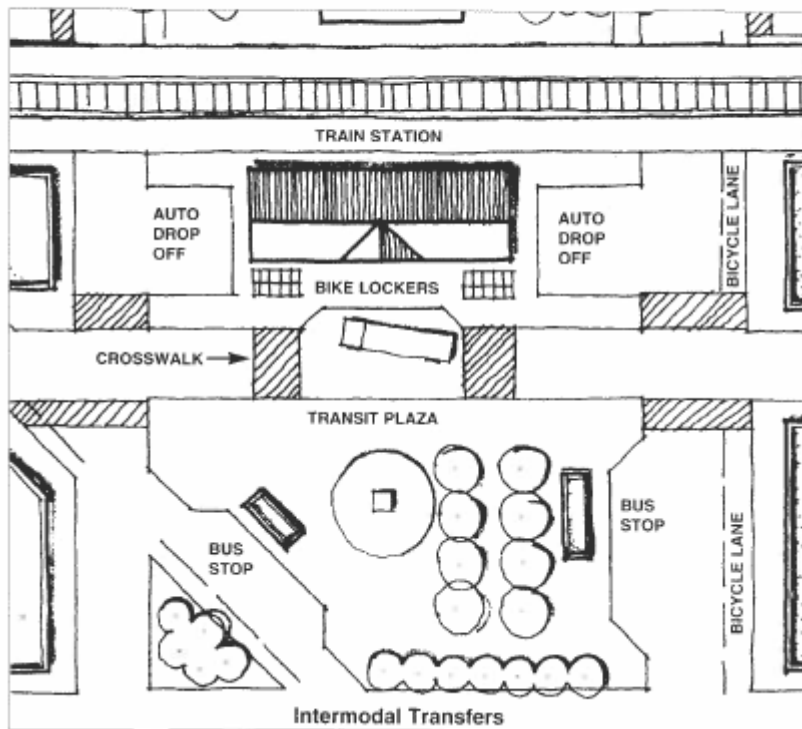 TRAIN STATION
AUTO
DROP
OFF
AUTO
DROP
OFF
BICYCLE LANE
BIKE LOCKERS
CROSSWALK
TRANSIT PLAZA
BUS
STOP
BUS
STOP
BICYCLE LANE
Intermodal Transfers